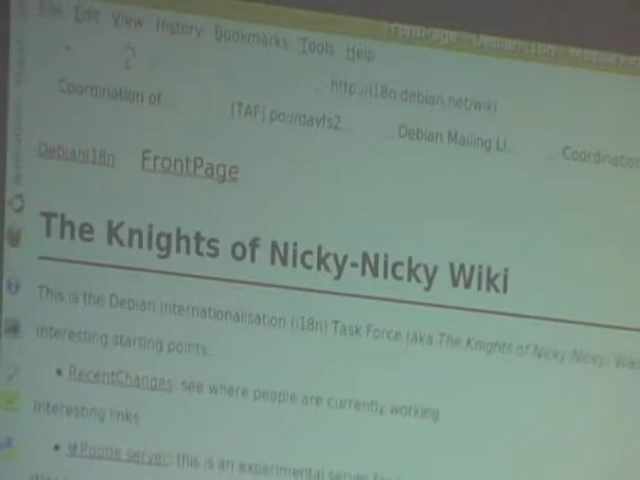 Edit View History Bookmarks Tools Help
http://i18n.debian.net/wiki
Coordination of... [TAF] po://davfs2... Debian Mailing Li... Coordination
DebianI18n FrontPage
The Knights of Nicky-Nicky Wiki
This is the Debian internationalisation (i18n) Task Force (aka The Knights of Nicky-Nicky
Interesting starting points:
RecentChanges: see where people are currently working
Interesting links:
Pootle server: this is an experimental server